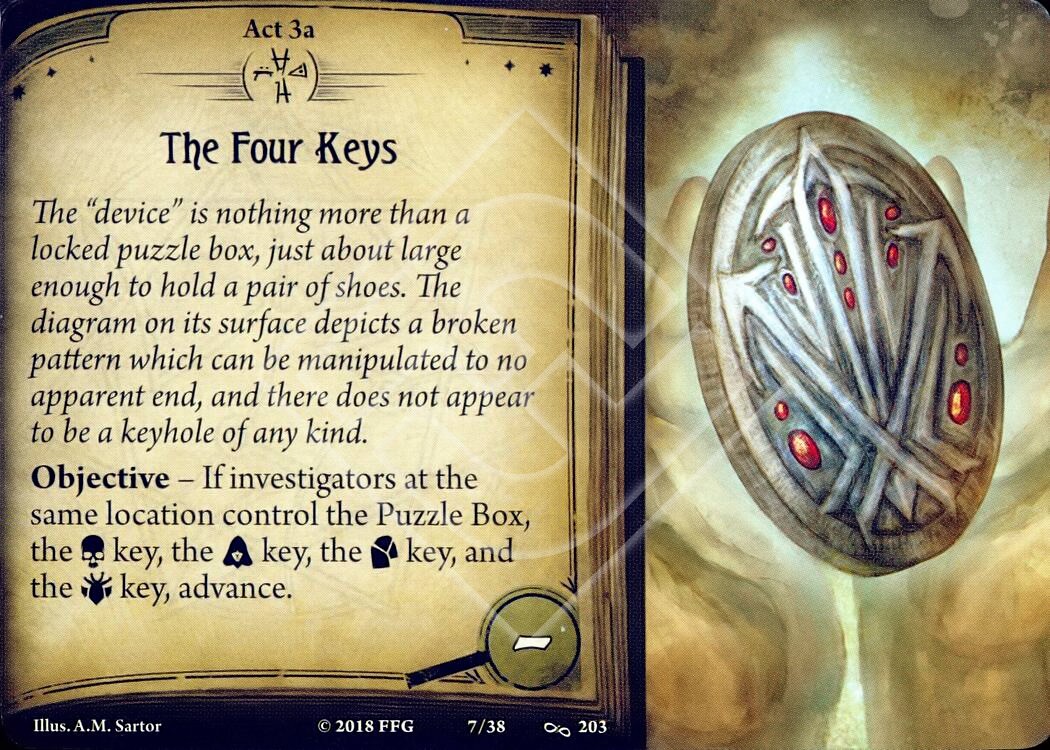 Act 3a
The Four Keys
The “device” is nothing more than a
locked puzzle box, just about large
enough to hold a pair of shoes. The
diagram on its surface depicts a broken
pattern which can be manipulated to no
apparent end, and there does not appear
to be a keyhole of any kind.
Objective – If investigators at the
same location control the Puzzle Box,
the key, the key, the key, and
the key, advance.
–
Illus. A.M. Sartor © 2018 FFG 7/38 203